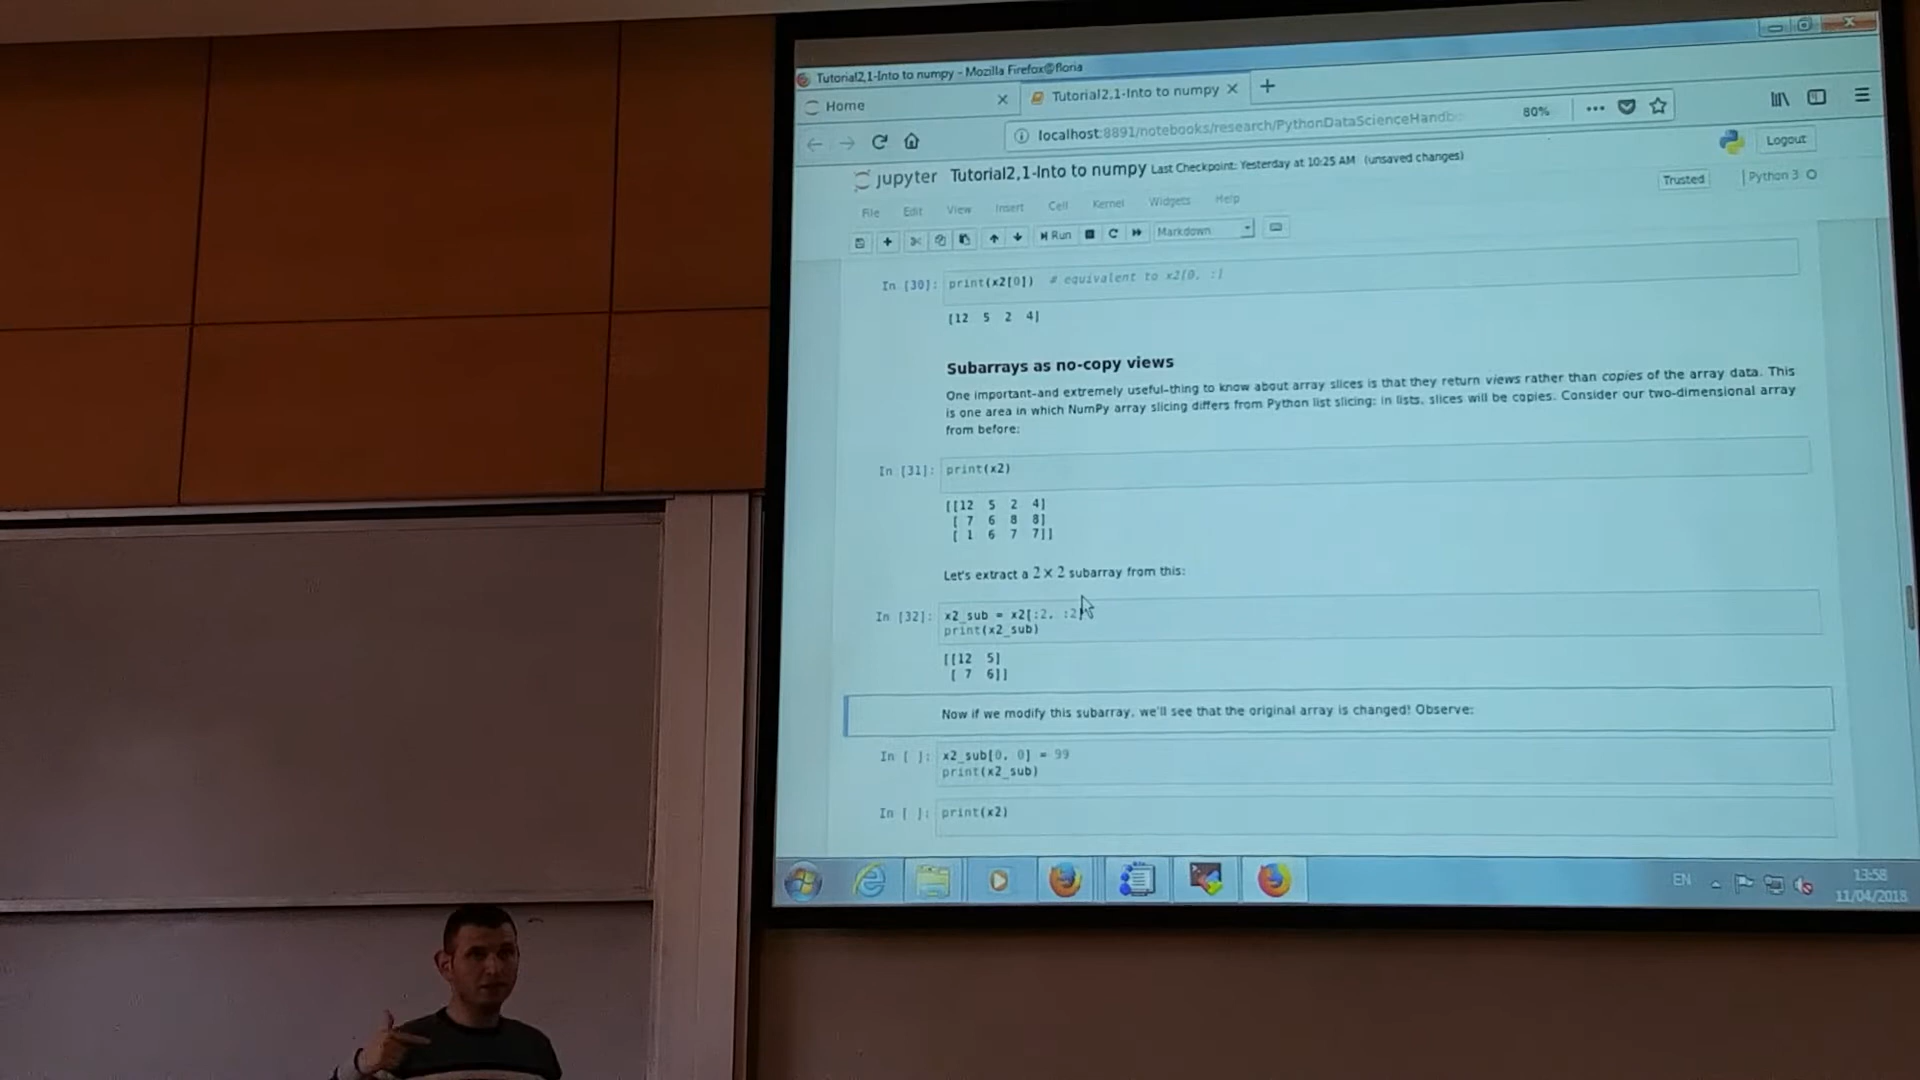 Tutorial2,1-Into to numpy - Mozilla Firefox@floria
Home
Tutorial2,1-Into to numpy
localhost:8891/notebooks/research/PythonDataScienceHandb
80%
jupyter Tutorial2,1-Into to numpy Last Checkpoint: Yesterday at 10:25 AM (unsaved changes)
Logout
File Edit View Insert Cell Kernel Widgets Help
Trusted
Python 3
Run
Markdown
In [30]: print(x2[0]) # equivalent to x2[0, :]
[12 5 2 4]
Subarrays as no-copy views
One important–and extremely useful–thing to know about array slices is that they return views rather than copies of the array data. This
is one area in which NumPy array slicing differs from Python list slicing: in lists, slices will be copies. Consider our two-dimensional array
from before:
In [31]: print(x2)
[[12 5 2 4]
[ 7 6 8 8]
[ 1 6 7 7]]
Let's extract a 2 × 2 subarray from this:
In [32]: x2_sub = x2[:2, :2]
print(x2_sub)
[[12 5]
[ 7 6]]
Now if we modify this subarray, we'll see that the original array is changed! Observe:
In [ ]: x2_sub[0, 0] = 99
print(x2_sub)
In [ ]: print(x2)
EN
13:58
11/04/2018